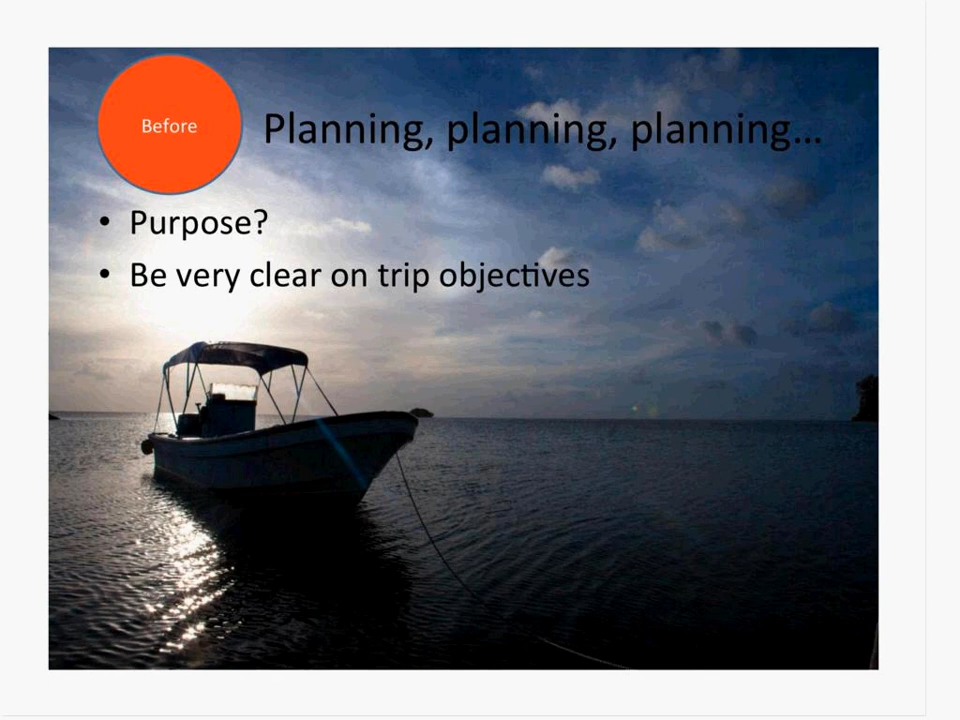 Before
Planning, planning, planning...
• Purpose?
• Be very clear on trip objectives